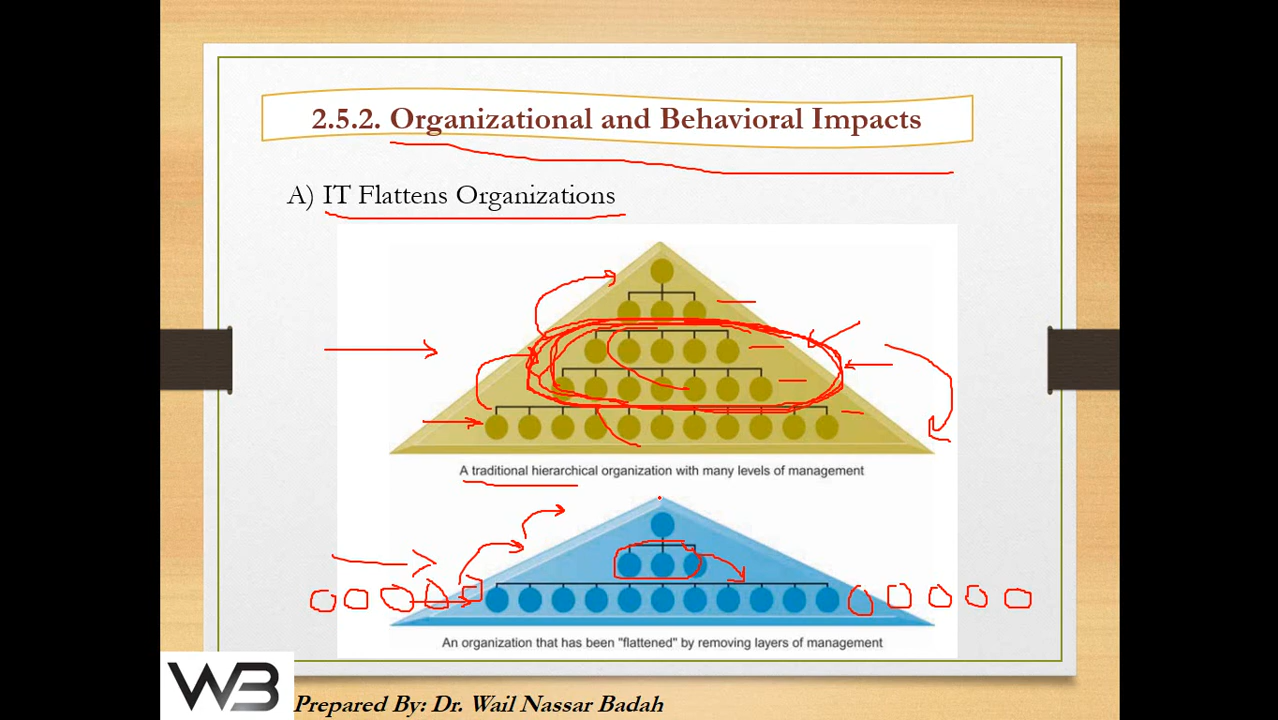 2.5.2. Organizational and Behavioral Impacts
A) IT Flattens Organizations
A traditional hierarchical organization with many levels of management
An organization that has been "flattened" by removing layers of management
WB
Prepared By: Dr. Wail Nassar Badah